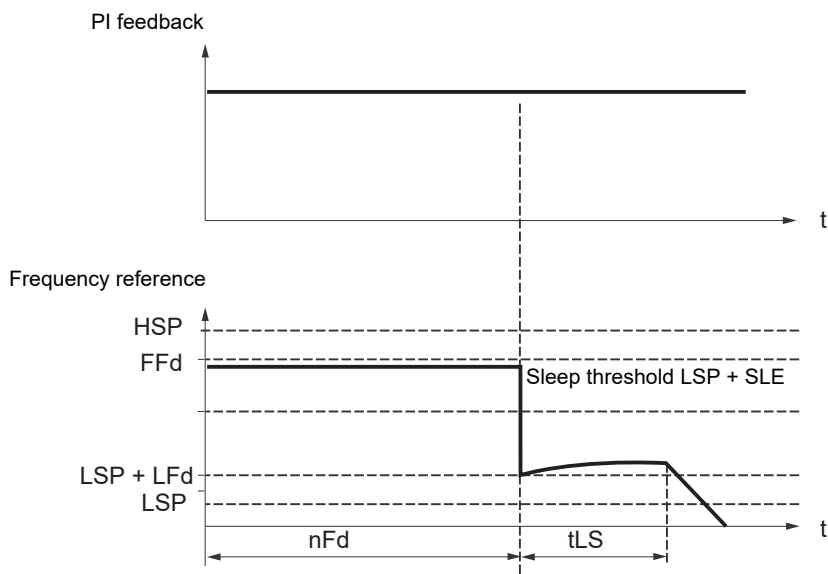 PI feedback
t
Frequency reference
HSP
FFd
Sleep threshold LSP + SLE
LSP + LFd
LSP
t
nFd
tLS